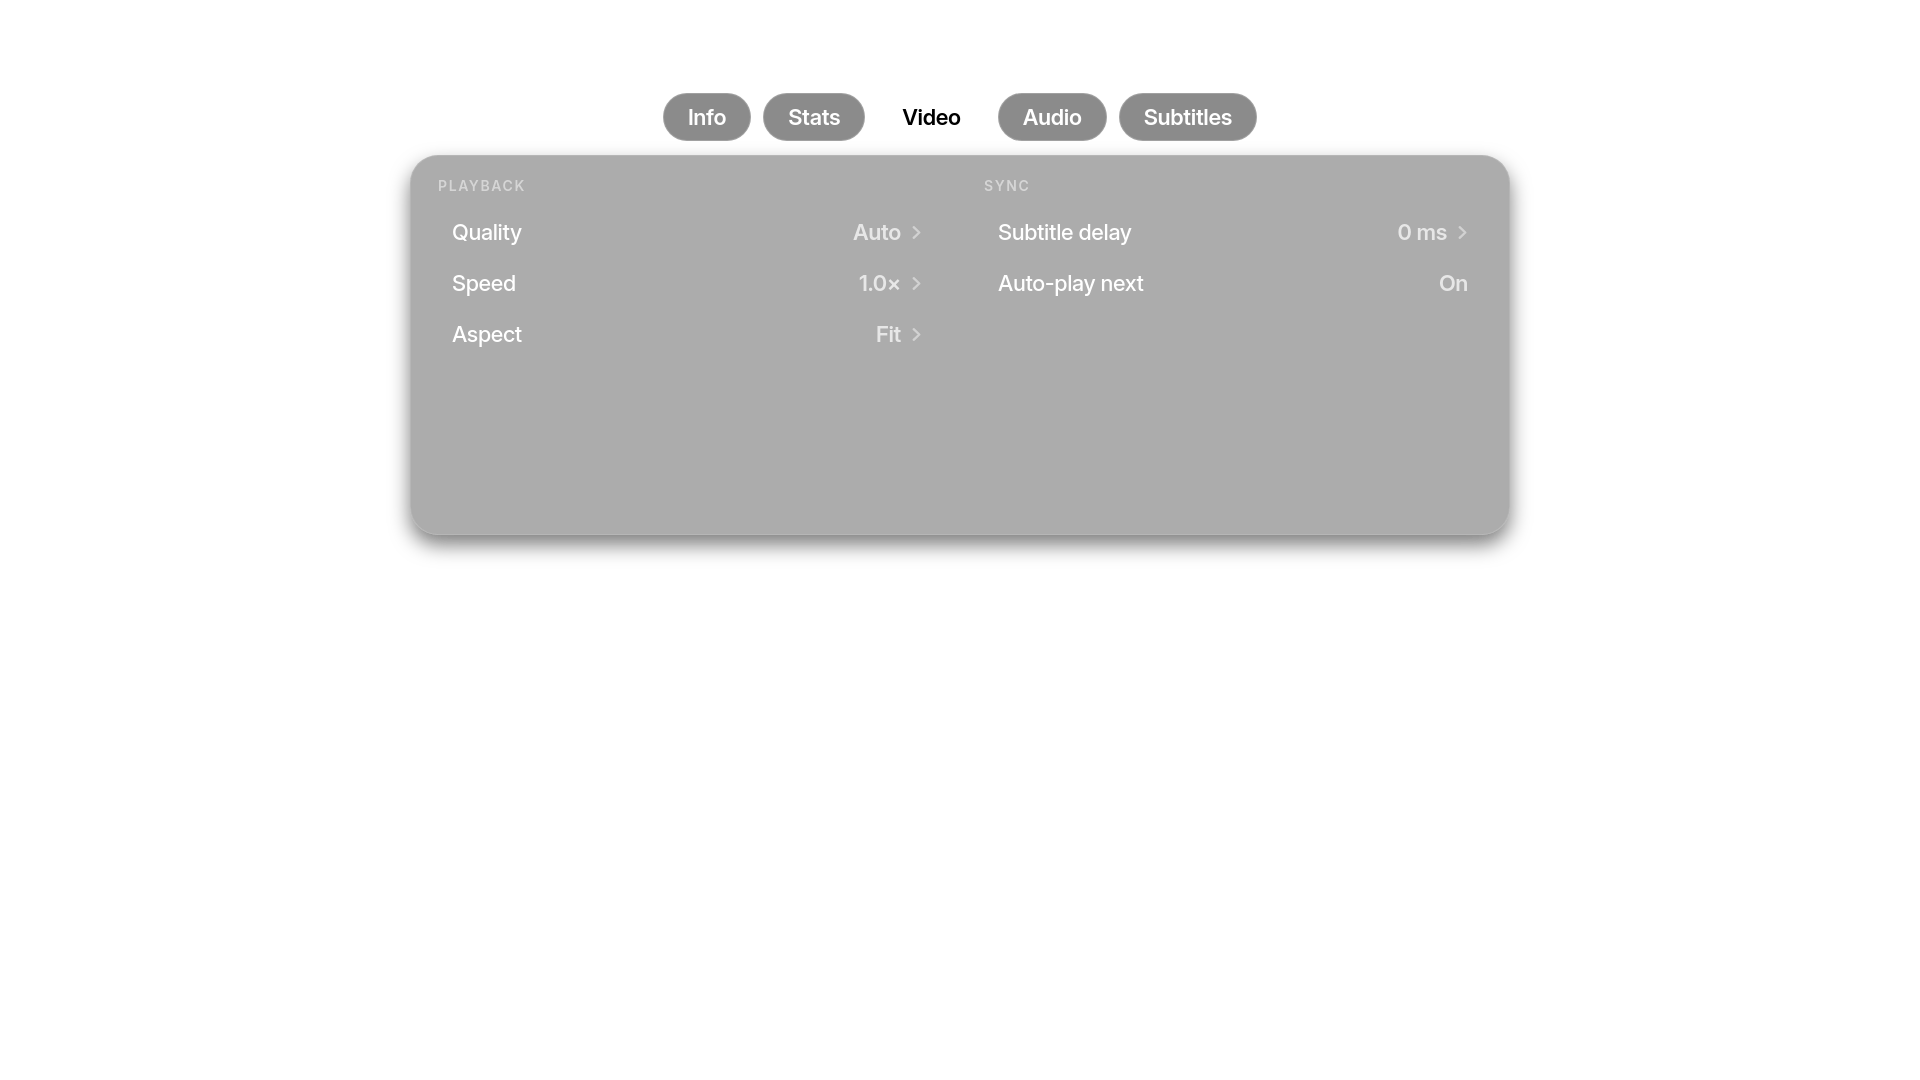 Info Stats Video Audio Subtitles
PLAYBACK
Quality Auto
Speed 1.0×
Aspect Fit
SYNC
Subtitle delay 0 ms
Auto-play next On